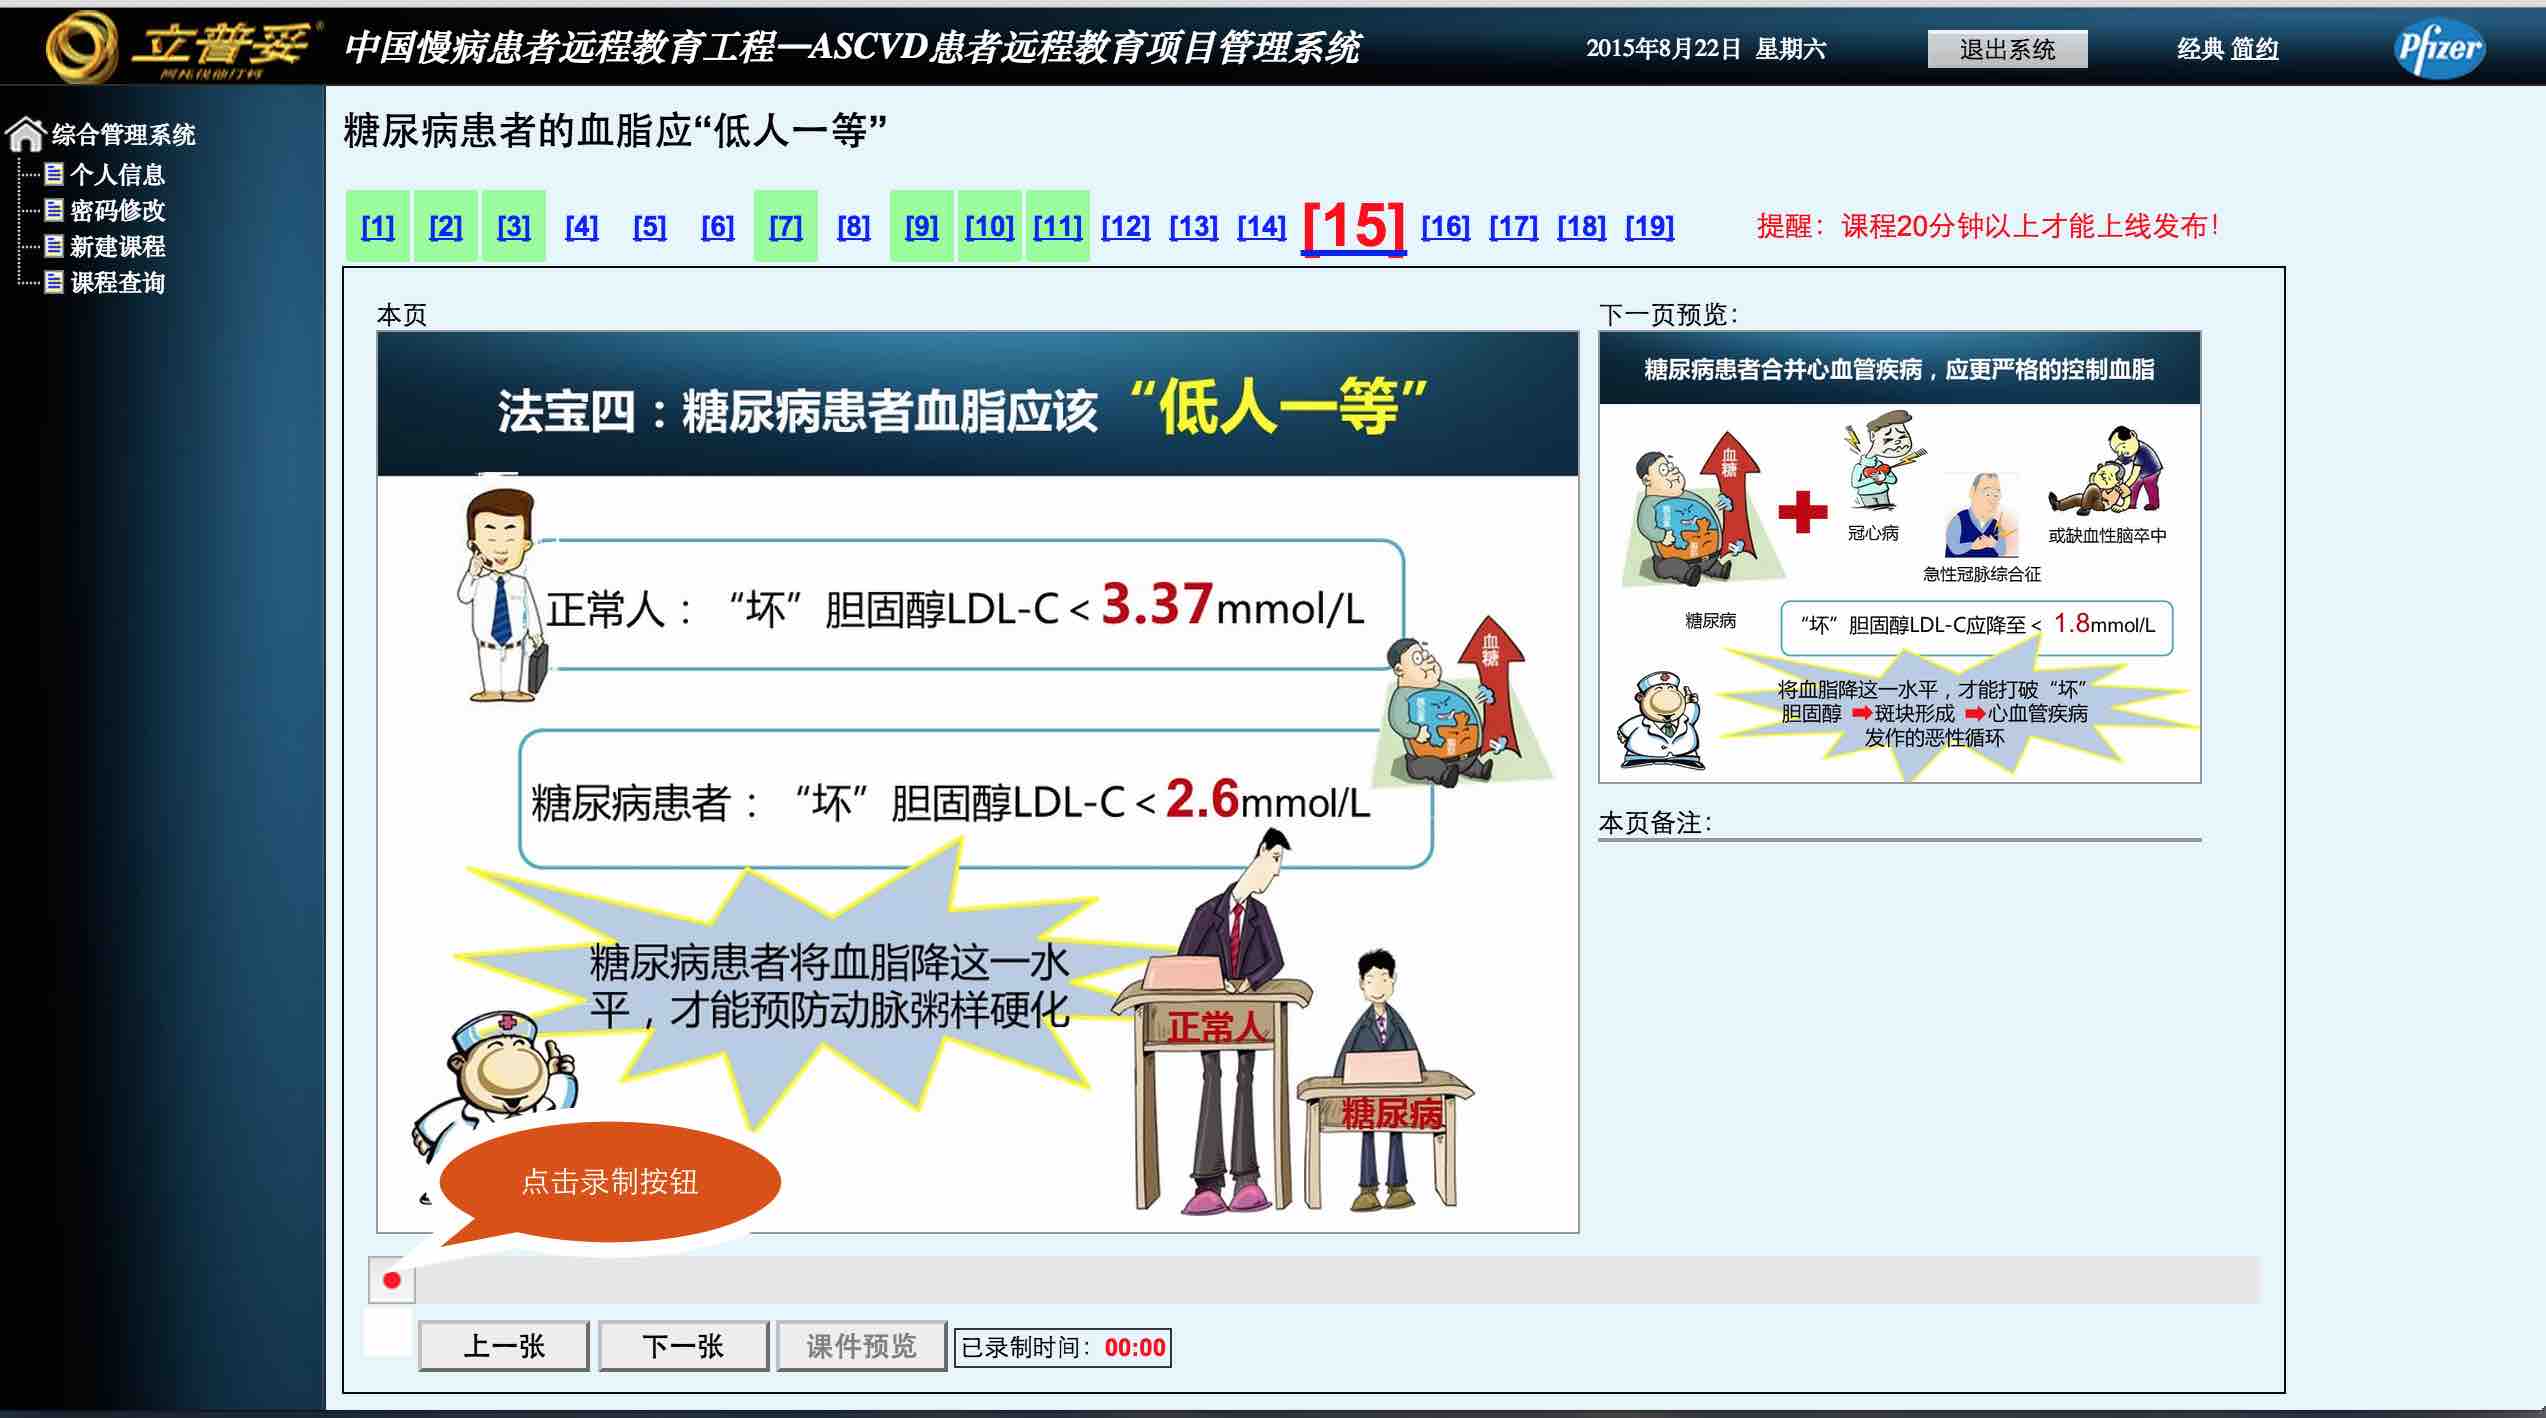 立普妥®
中国慢病患者远程教育工程—ASCVD患者远程教育项目管理系统
2015年8月22日 星期六
退出系统
经典 简约
Pfizer
综合管理系统
个人信息
密码修改
新建课程
课程查询
糖尿病患者的血脂应“低人一等”
[1] [2] [3] [4] [5] [6] [7] [8] [9] [10] [11] [12] [13] [14] [15] [16] [17] [18] [19]
提醒：课程20分钟以上才能上线发布！
本页
法宝四：糖尿病患者血脂应该“低人一等”
正常人：“坏”胆固醇LDL-C＜3.37mmol/L
血糖
糖尿病患者：“坏”胆固醇LDL-C＜2.6mmol/L
糖尿病患者将血脂降这一水
平，才能预防动脉粥样硬化
正常人
糖尿病
点击录制按钮
下一页预览：
糖尿病患者合并心血管疾病，应更严格的控制血脂
血糖
冠心病
或缺血性脑卒中
急性冠脉综合征
糖尿病
“坏”胆固醇LDL-C应降至＜1.8mmol/L
将血脂降这一水平，才能打破“坏”
胆固醇 斑块形成 心血管疾病
发作的恶性循环
本页备注：
上一张
下一张
课件预览
已录制时间：00:00